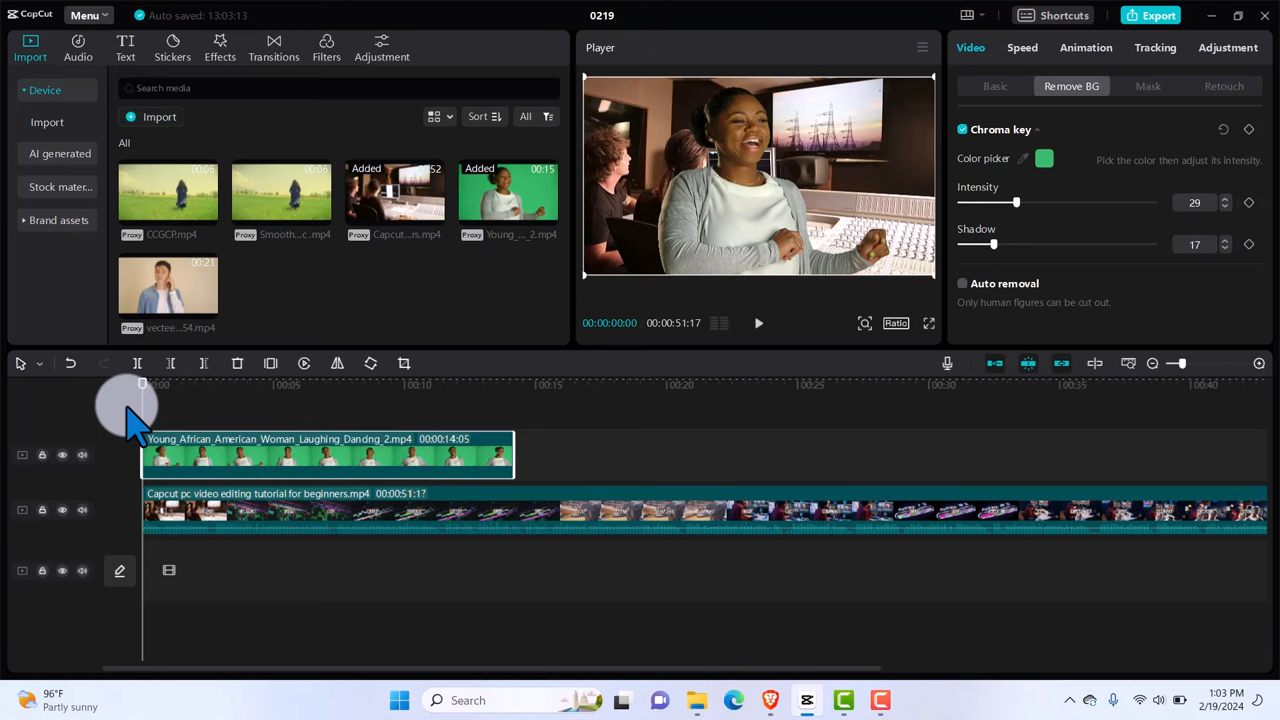 CapCut
Menu
Auto saved: 13:03:13
0219
Shortcuts
Export
Import
Audio
Text
Stickers
Effects
Transitions
Filters
Adjustment
Device
Import
AI generated
Stock mater...
Brand assets
Search media
Import
Sort
All
All
Proxy
CCGCP.mp4
Proxy
Smooth...c .mp4
Added
Proxy
Capcut...rs.mp4
Added
00:15
Proxy
Young_..._2.mp4
00:21
Proxy
vectee...54.mp4
Player
00:00:00:00
00:00:51:17
Ratio
Video
Speed
Animation
Tracking
Adjustment
Basic
Remove BG
Mask
Retouch
Chroma key
Color picker
Pick the color then adjust its intensity.
Intensity
29
Shadow
17
Auto removal
Only human figures can be cut out.
00:05
00:10
00:15
00:20
00:25
00:30
00:35
00:40
Young_African_American_Woman_Laughing_Dancing_2.mp4 00:00:14:05
Capcut pc video editing tutorial for beginners.mp4 00:00:51:17
96°F
Partly sunny
Search
1:03 PM
2/19/2024